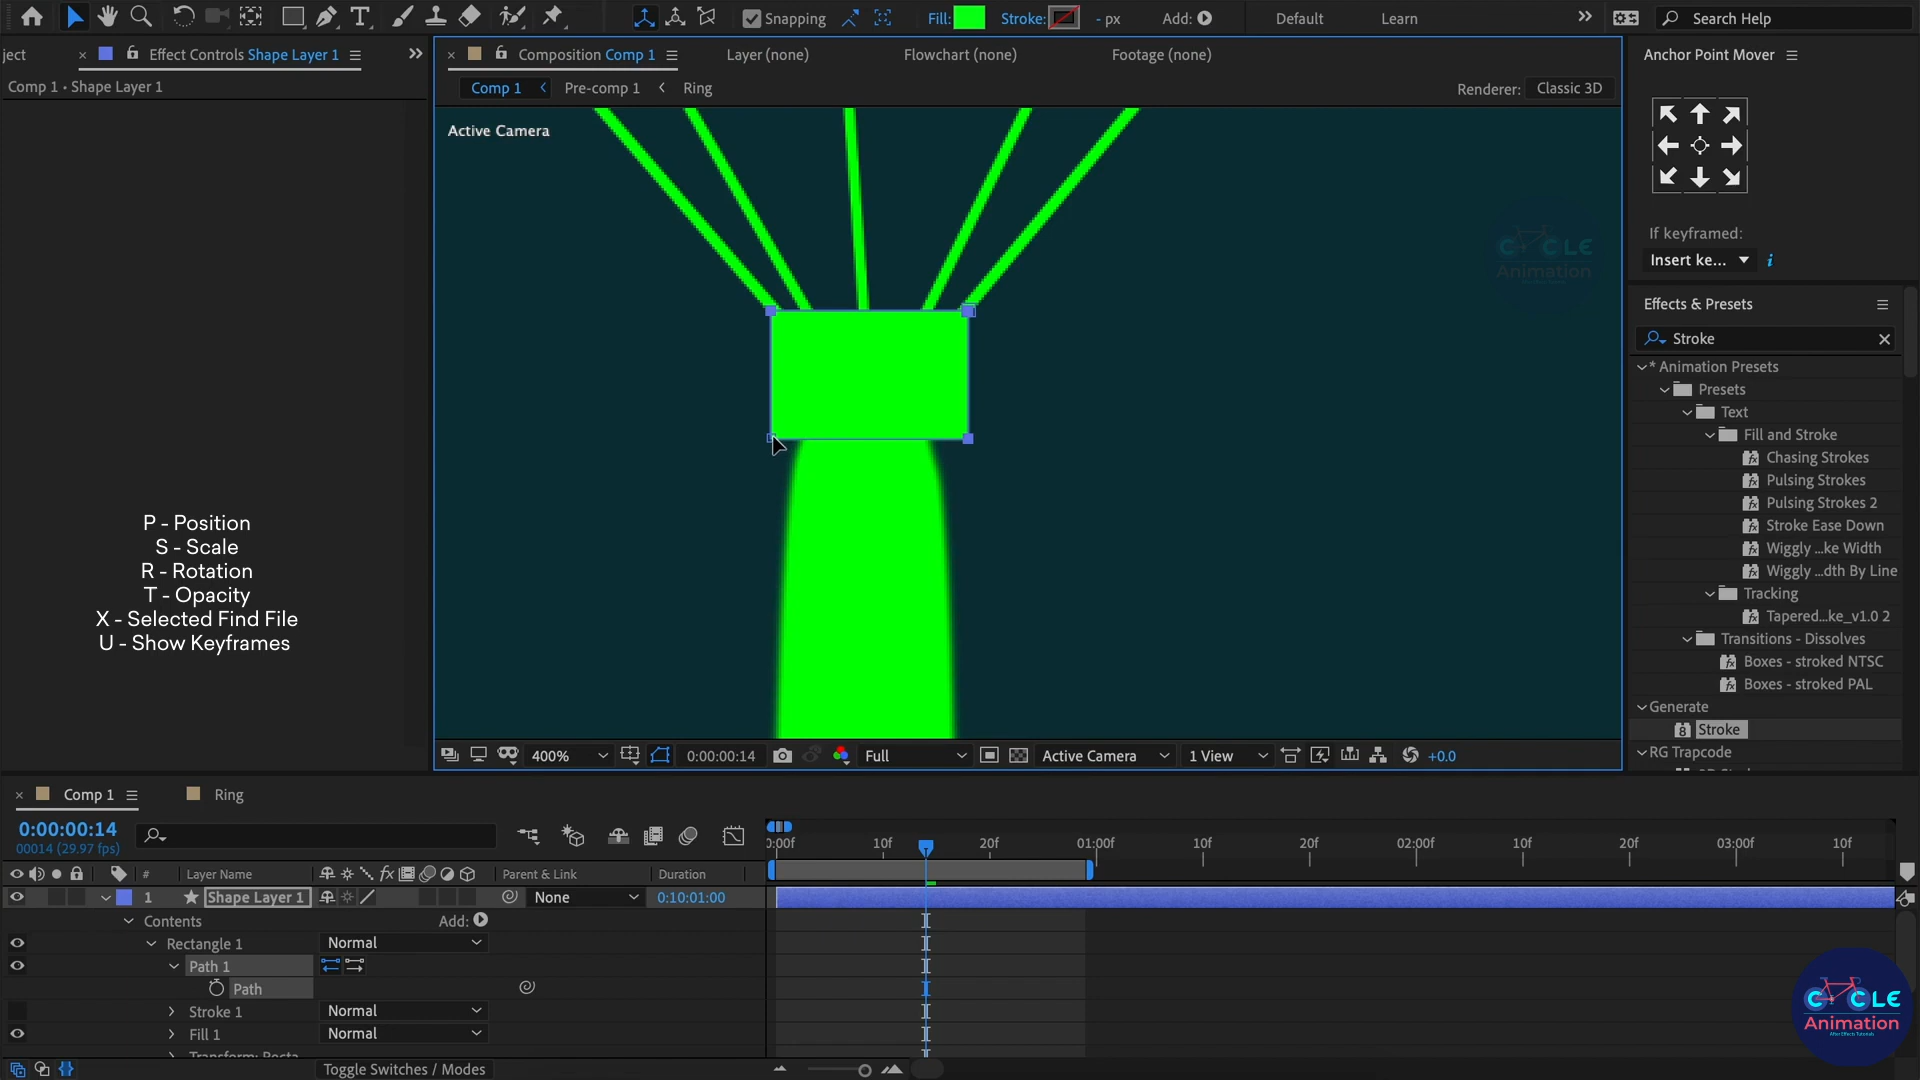 Snapping
Fill:
Stroke:
- px
Add:
Default
Learn
Search Help
ject
Effect Controls Shape Layer 1
Composition Comp 1
Layer (none)
Flowchart (none)
Footage (none)
Anchor Point Mover
Comp 1 • Shape Layer 1
Comp 1
Pre-comp 1
Ring
Renderer:
Classic 3D
Active Camera
If keyframed:
Insert ke...
Effects & Presets
Stroke
* Animation Presets
Presets
Text
Fill and Stroke
Chasing Strokes
Pulsing Strokes
Pulsing Strokes 2
Stroke Ease Down
Wiggly ...ke Width
Wiggly ...dth By Line
Tracking
Tapered...ke_v1.0 2
Transitions - Dissolves
Boxes - stroked NTSC
Boxes - stroked PAL
Generate
Stroke
RG Trapcode
P - Position
S - Scale
R - Rotation
T - Opacity
X - Selected Find File
U - Show Keyframes
400%
0:00:00:14
Full
Active Camera
1 View
+0.0
Comp 1
Ring
0:00:00:14
00014 (29.97 fps)
0:00f
10f
20f
01:00f
10f
20f
02:00f
10f
20f
03:00f
10f
#
Layer Name
Parent & Link
Duration
1
Shape Layer 1
None
0:10:01:00
Contents
Add:
Rectangle 1
Normal
Path 1
Path
Stroke 1
Normal
Fill 1
Normal
Transform: Recta
Toggle Switches / Modes
CYCLE
Animation
After Effects Tutorials
CYCLE
Animation